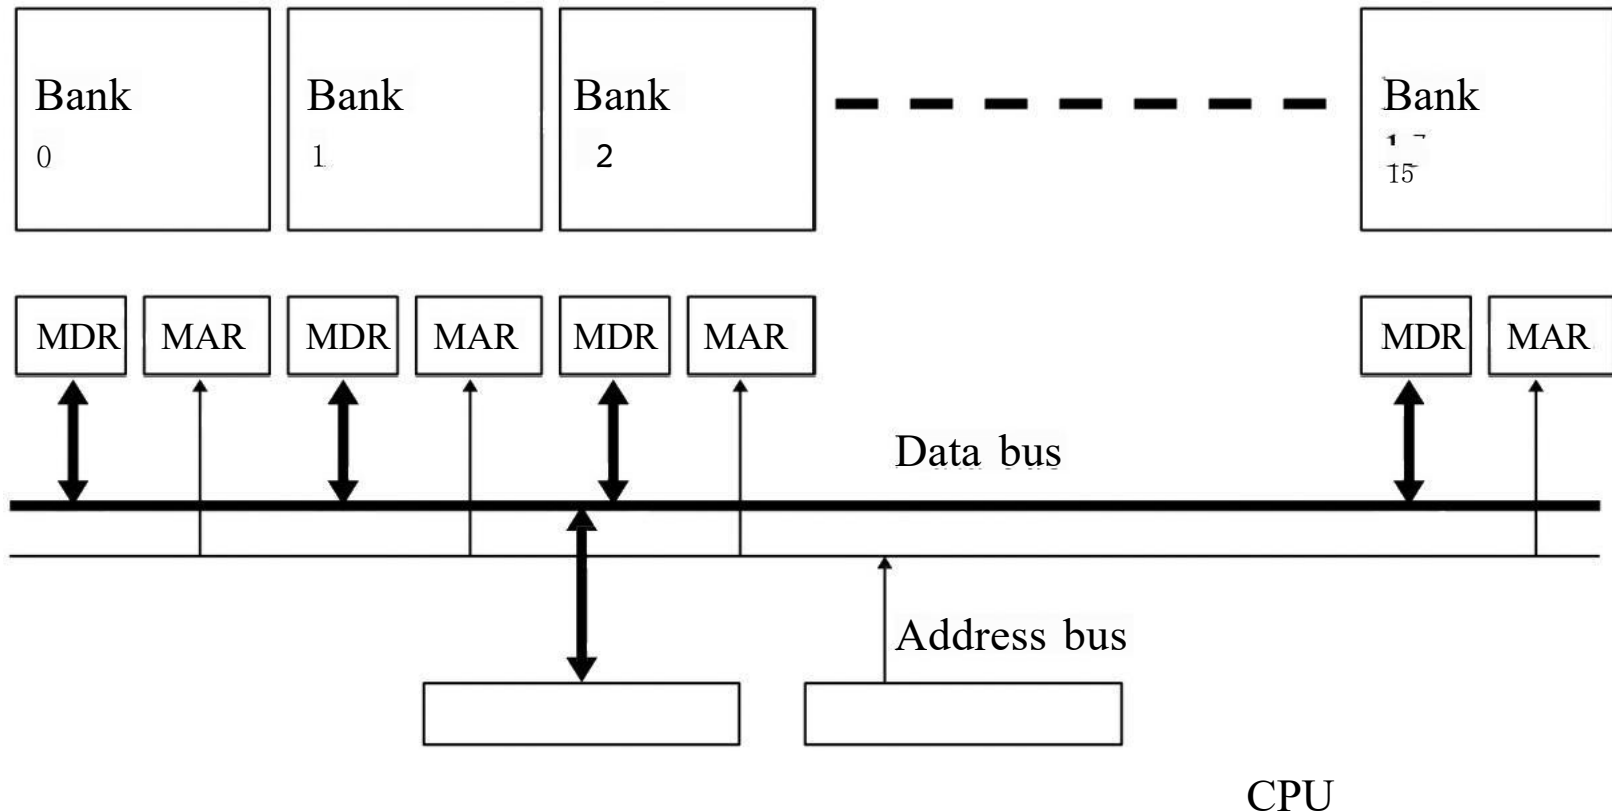 Bank Bank Bank Bank
0 1 2 15
MDR MAR MDR MAR MDR MAR MDR MAR
Data bus
Address bus
CPU